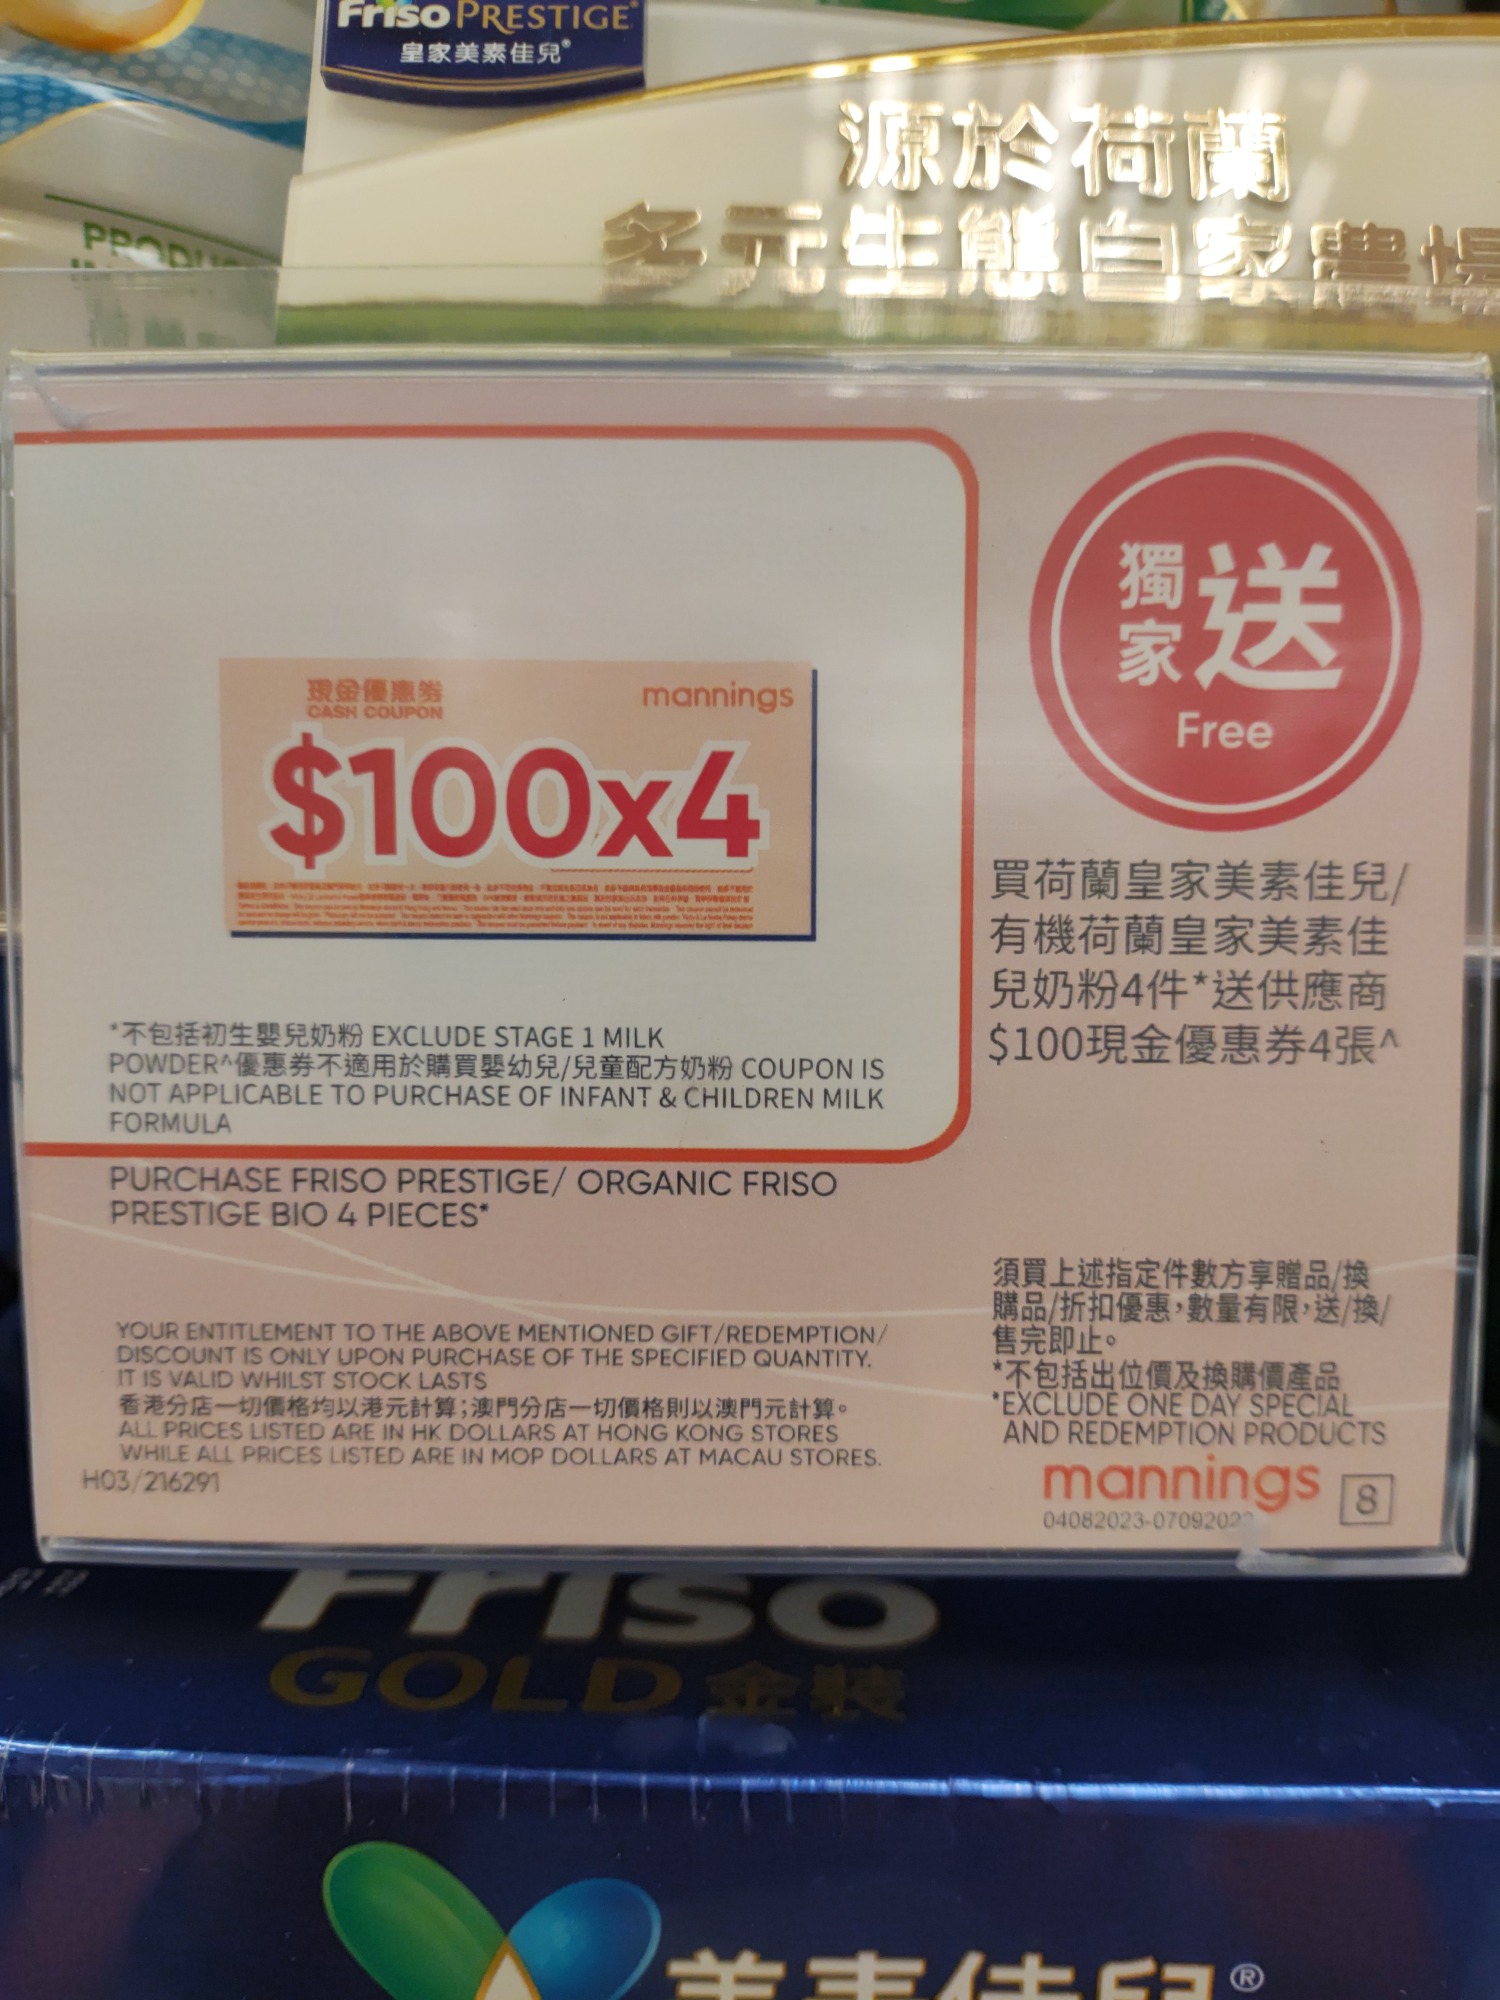 Friso PRESTIGE®
皇家美素佳兒®
源於荷蘭
多元生態自家農場
獨家送
Free
現金優惠券
CASH COUPON
mannings
$100x4
買荷蘭皇家美素佳兒/
有機荷蘭皇家美素佳
兒奶粉4件*送供應商
$100現金優惠券4張^
*不包括初生嬰兒奶粉 EXCLUDE STAGE 1 MILK
POWDER^優惠券不適用於購買嬰幼兒/兒童配方奶粉 COUPON IS
NOT APPLICABLE TO PURCHASE OF INFANT & CHILDREN MILK
FORMULA
PURCHASE FRISO PRESTIGE/ ORGANIC FRISO
PRESTIGE BIO 4 PIECES*
YOUR ENTITLEMENT TO THE ABOVE MENTIONED GIFT/REDEMPTION/
DISCOUNT IS ONLY UPON PURCHASE OF THE SPECIFIED QUANTITY.
IT IS VALID WHILST STOCK LASTS
香港分店一切價格均以港元計算;澳門分店一切價格則以澳門元計算。
ALL PRICES LISTED ARE IN HK DOLLARS AT HONG KONG STORES
WHILE ALL PRICES LISTED ARE IN MOP DOLLARS AT MACAU STORES.
H03/216291
須買上述指定件數方享贈品/換
購品/折扣優惠,數量有限,送/換/
售完即止。
*不包括出位價及換購價產品
*EXCLUDE ONE DAY SPECIAL
AND REDEMPTION PRODUCTS
mannings 8
04082023-07092023
Friso
GOLD 金裝
美素佳兒®